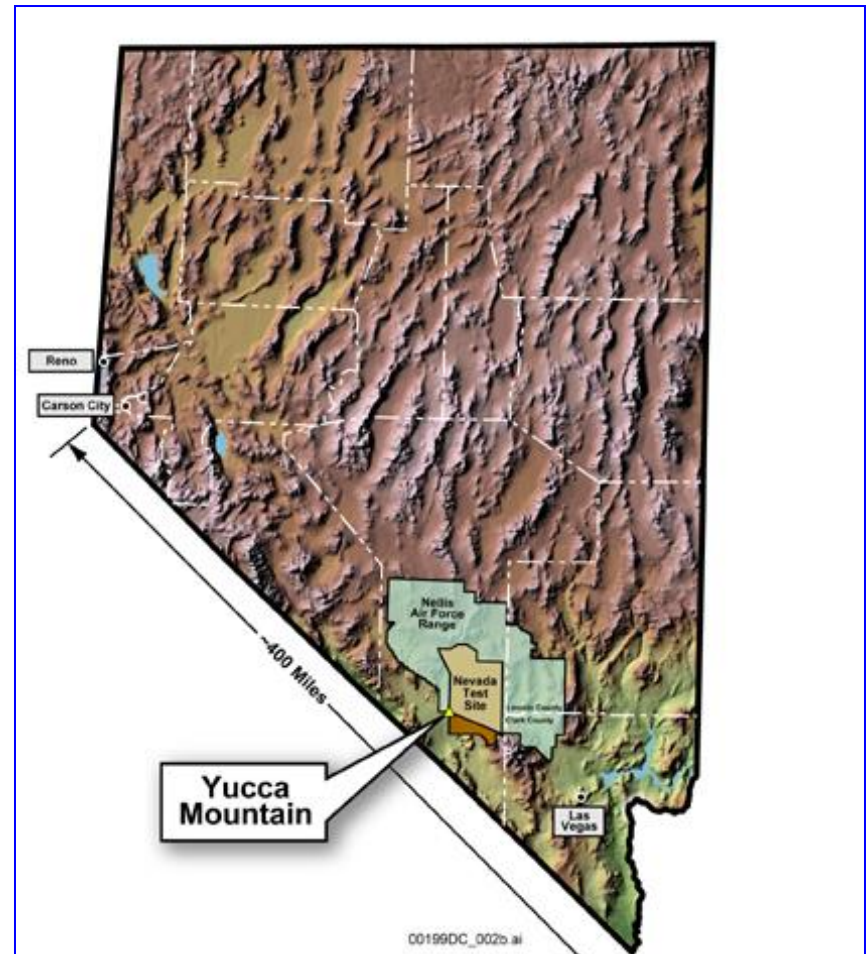 Reno
Carson City
~400 Miles
Nellis
Air Force
Range
Nevada
Test
Site
Lincoln County
Clark County
Yucca
Mountain
Las
Vegas
00199DC_002b.ai